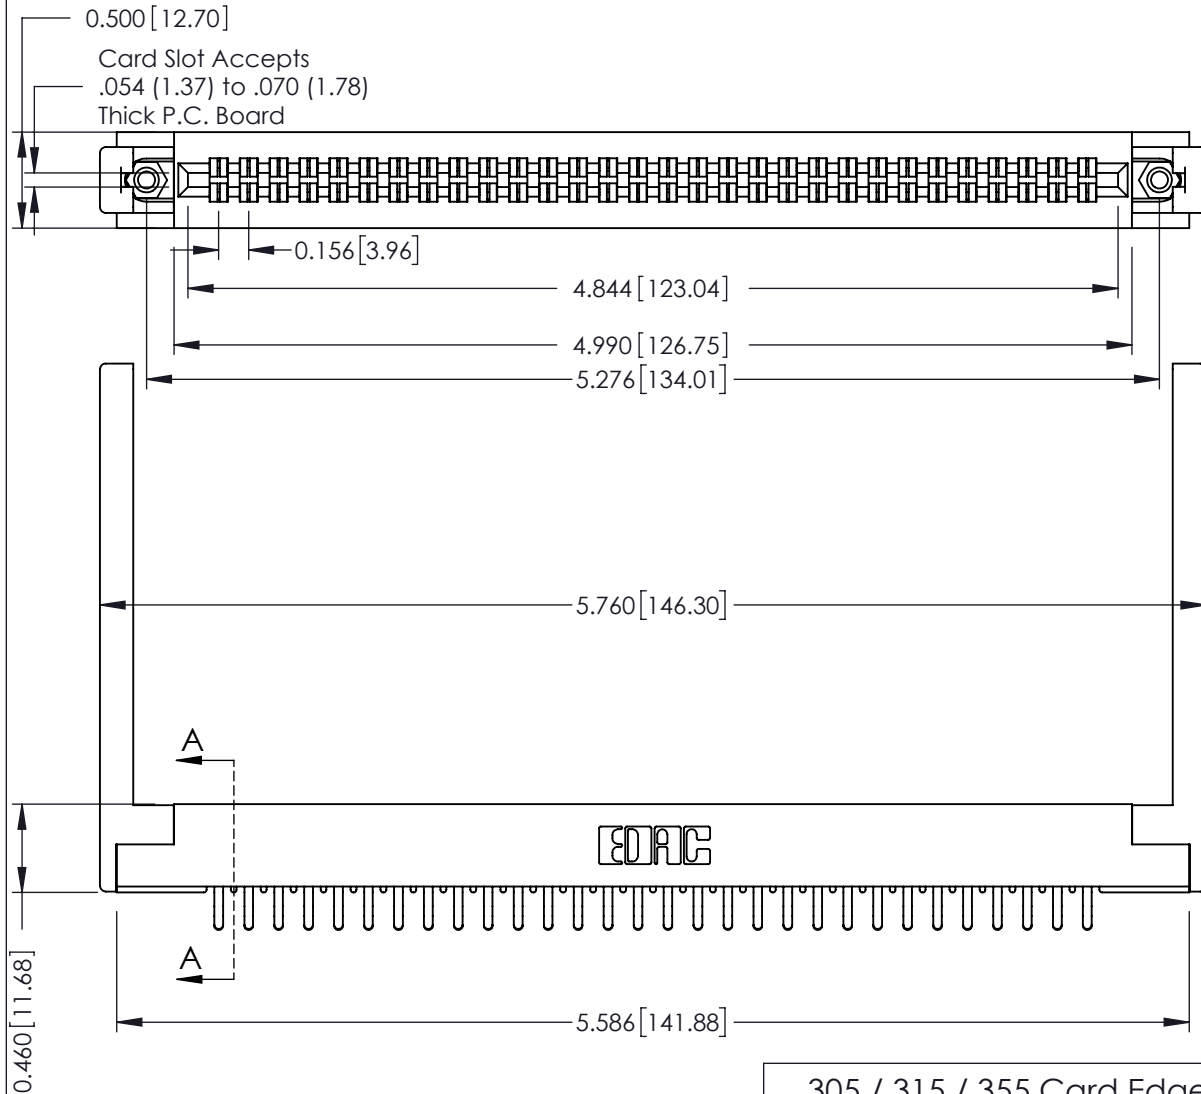 0.500 [12.70]
Card Slot Accepts
.054 (1.37) to .070 (1.78)
Thick P.C. Board
0.156 [3.96]
4.844 [123.04]
4.990 [126.75]
5.276 [134.01]
5.760 [146.30]
A
EDAC
A
0.460 [11.68]
5.586 [141.88]
305 / 315 / 355 Card Edge